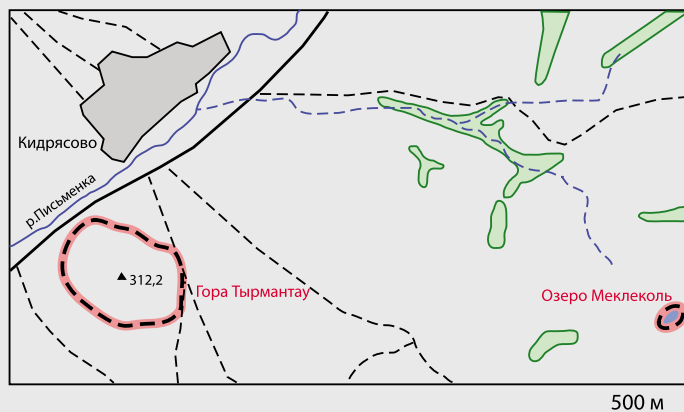 Кидрясово
р.Письменка
312,2
Гора Тырмантау
Озеро Меклеколь
500 м